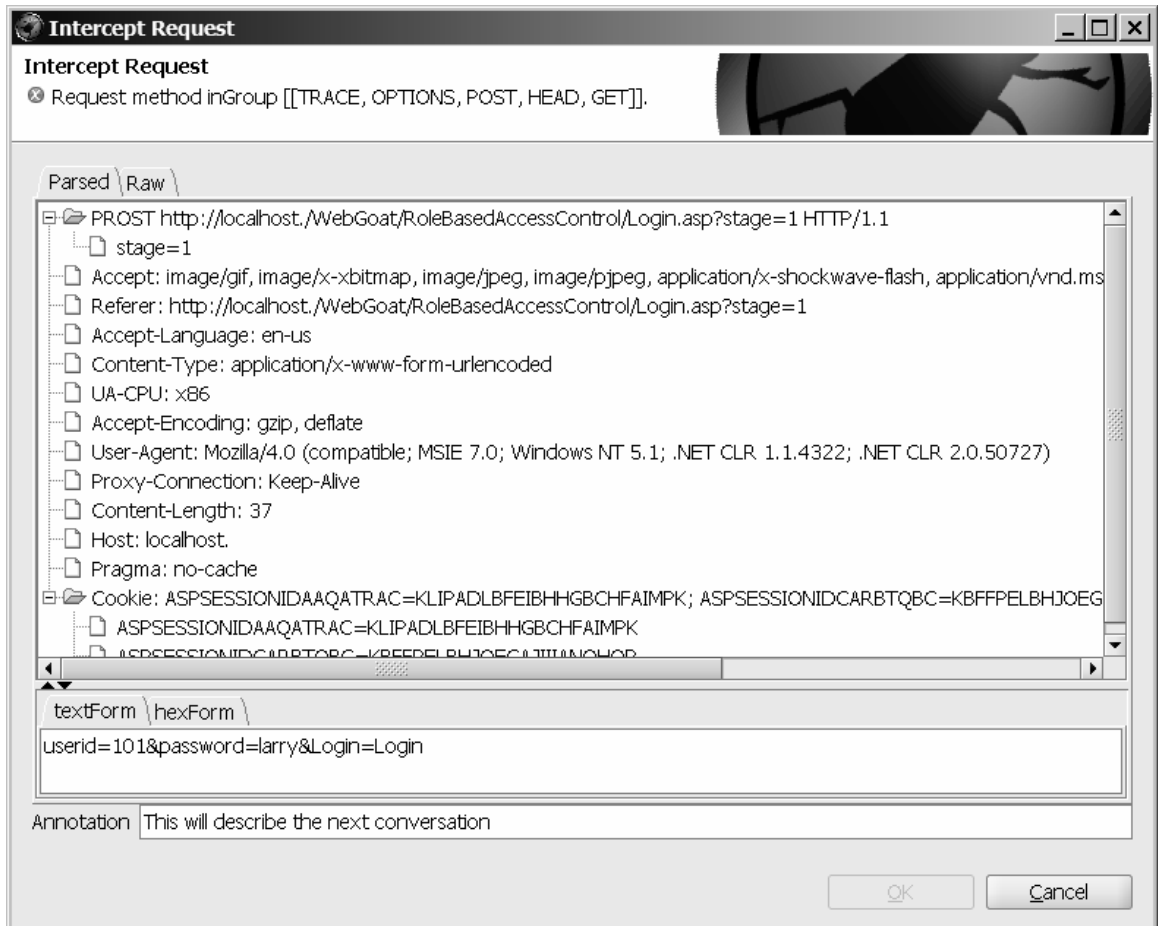 Intercept Request
Intercept Request
Request method inGroup [[TRACE, OPTIONS, POST, HEAD, GET]].
Parsed Raw
PROST http://localhost./WebGoat/RoleBasedAccessControl/Login.asp?stage=1 HTTP/1.1
stage=1
Accept: image/gif, image/x-xbitmap, image/jpeg, image/pjpeg, application/x-shockwave-flash, application/vnd.ms
Referer: http://localhost./WebGoat/RoleBasedAccessControl/Login.asp?stage=1
Accept-Language: en-us
Content-Type: application/x-www-form-urlencoded
UA-CPU: x86
Accept-Encoding: gzip, deflate
User-Agent: Mozilla/4.0 (compatible; MSIE 7.0; Windows NT 5.1; .NET CLR 1.1.4322; .NET CLR 2.0.50727)
Proxy-Connection: Keep-Alive
Content-Length: 37
Host: localhost.
Pragma: no-cache
Cookie: ASPSESSIONIDAAQATRAC=KLIPADLBFEIBHHGBCHFAIMPK; ASPSESSIONIDCARBTQBC=KBFFPELBHJOEG
ASPSESSIONIDAAQATRAC=KLIPADLBFEIBHHGBCHFAIMPK
textForm hexForm
userid=101&password=larry&Login=Login
Annotation This will describe the next conversation
OK Cancel